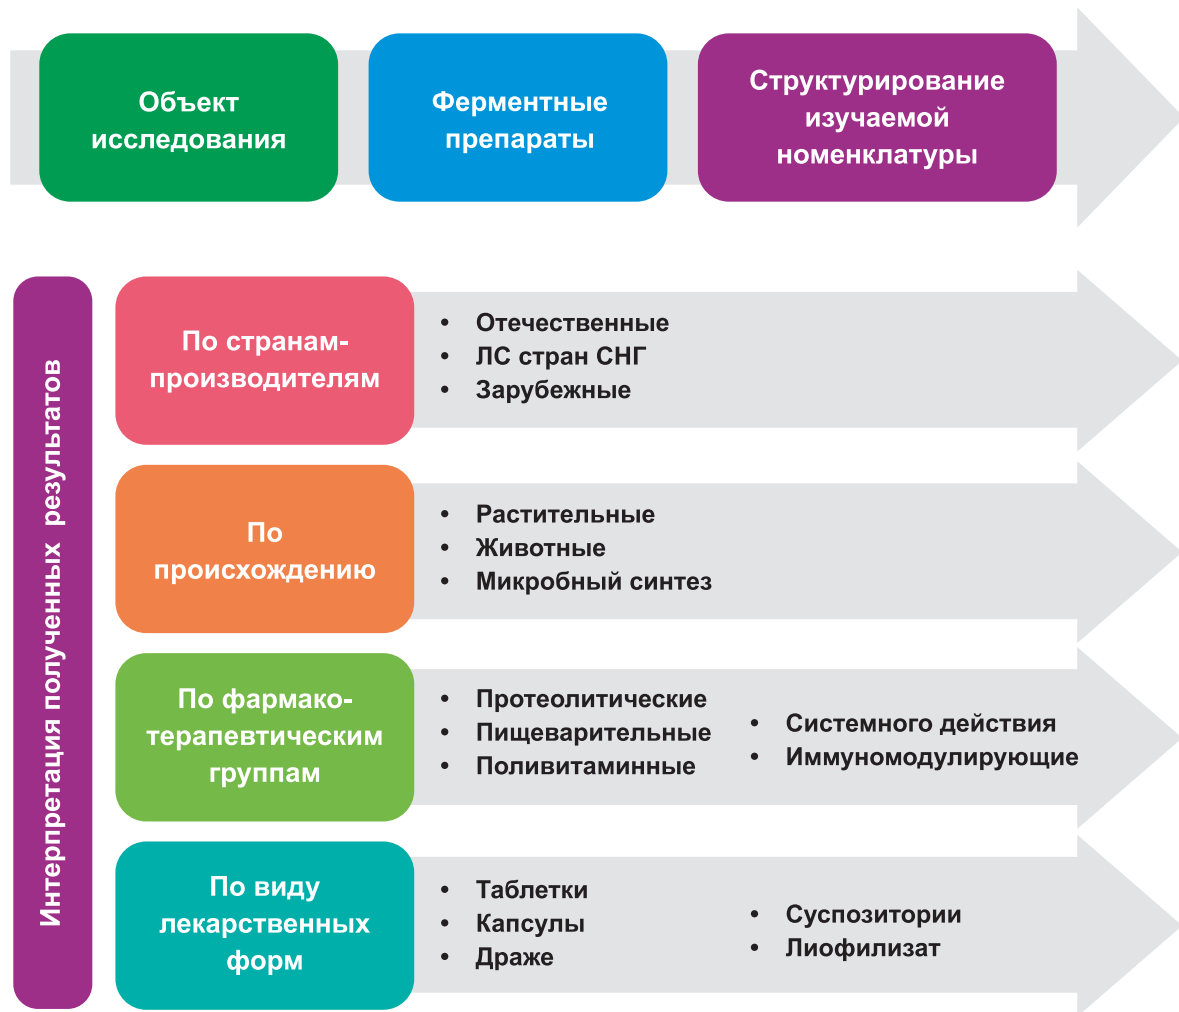 Объект
исследования
Ферментные
препараты
Структурирование
изучаемой
номенклатуры
Интерпретация полученных результатов
По странам-
производителям
• Отечественные
• ЛС стран СНГ
• Зарубежные
По
происхождению
• Растительные
• Животные
• Микробный синтез
По фармако-
терапевтическим
группам
• Протеолитические
• Пищеварительные
• Поливитаминные
• Системного действия
• Иммуномодулирующие
По виду
лекарственных
форм
• Таблетки
• Капсулы
• Драже
• Суспозитории
• Лиофилизат